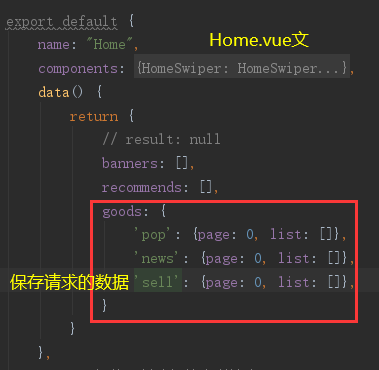 export default {
name: "Home",
Home.vue文
components: {HomeSwiper: HomeSwiper...},
data() {
return {
// result: null
banners: [],
recommends: [],
goods: {
'pop': {page: 0, list: []},
'news': {page: 0, list: []},
保存请求的数据 'sell': {page: 0, list: []},
}
}
},